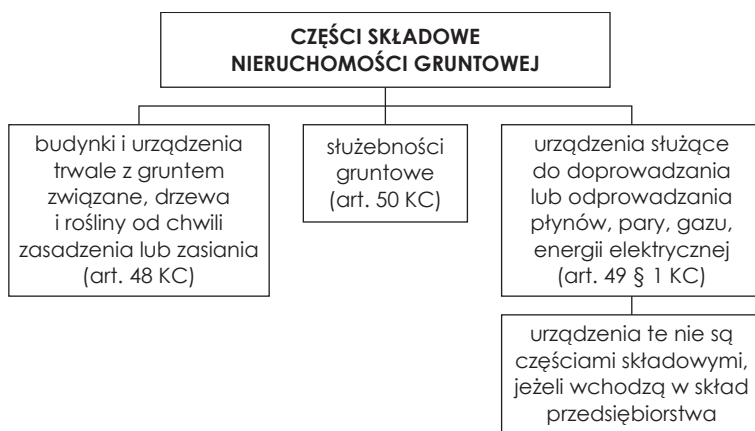 CZĘŚCI SKŁADOWE
NIERUCHOMOŚCI GRUNTOWEJ
budynki i urządzenia
trwale z gruntem
związane, drzewa
i rośliny od chwili
zasadzenia lub zasiania
(art. 48 KC)
służebności
gruntowe
(art. 50 KC)
urządzenia służące
do doprowadzania
lub odprowadzania
płynów, pary, gazu,
energii elektrycznej
(art. 49 § 1 KC)
urządzenia te nie są
częściami składowymi,
jeżeli wchodzą w skład
przedsiębiorstwa